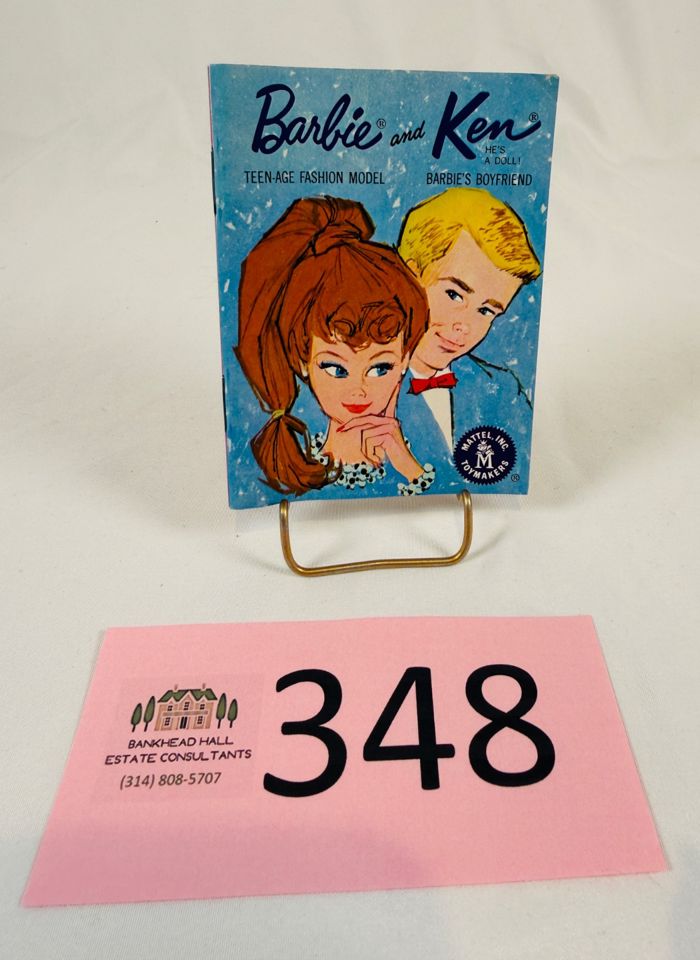 Barbie® and Ken®
HE'S
A DOLL!
TEEN-AGE FASHION MODEL
BARBIE'S BOYFRIEND
MATTEL, INC.
M
TOYMAKERS
®
348
BANKHEAD HALL
ESTATE CONSULTANTS
(314) 808-5707